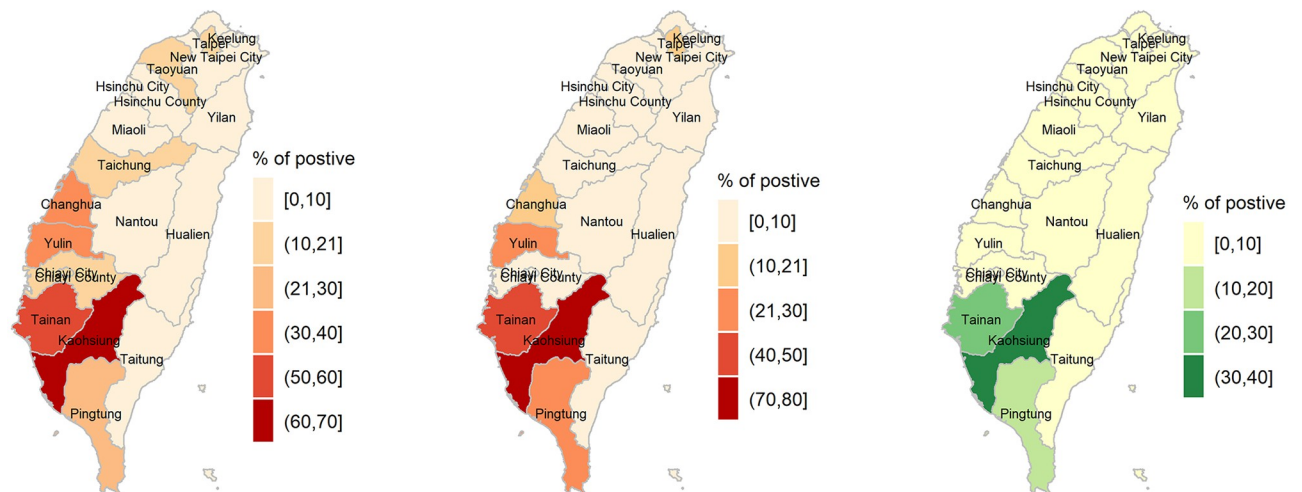 Keelung
Taipei
New Taipei City
Taoyuan
Hsinchu City
Hsinchu County
Yilan
Miaoli
Taichung
Changhua
Nantou
Hualien
Yulin
Chiayi City
Chiayi County
Tainan
Kaohsiung
Taitung
Pingtung
% of postive
[0,10]
(10,21]
(21,30]
(30,40]
(50,60]
(60,70]
Keelung
Taipei
New Taipei City
Taoyuan
Hsinchu City
Hsinchu County
Yilan
Miaoli
Taichung
Changhua
Nantou
Hualien
Yulin
Chiayi City
Chiayi County
Tainan
Kaohsiung
Taitung
Pingtung
% of postive
[0,10]
(10,21]
(21,30]
(40,50]
(70,80]
Keelung
Taipei
New Taipei City
Taoyuan
Hsinchu City
Hsinchu County
Yilan
Miaoli
Taichung
Changhua
Nantou
Hualien
Yulin
Chiayi City
Chiayi County
Tainan
Kaohsiung
Taitung
Pingtung
% of postive
[0,10]
(10,20]
(20,30]
(30,40]